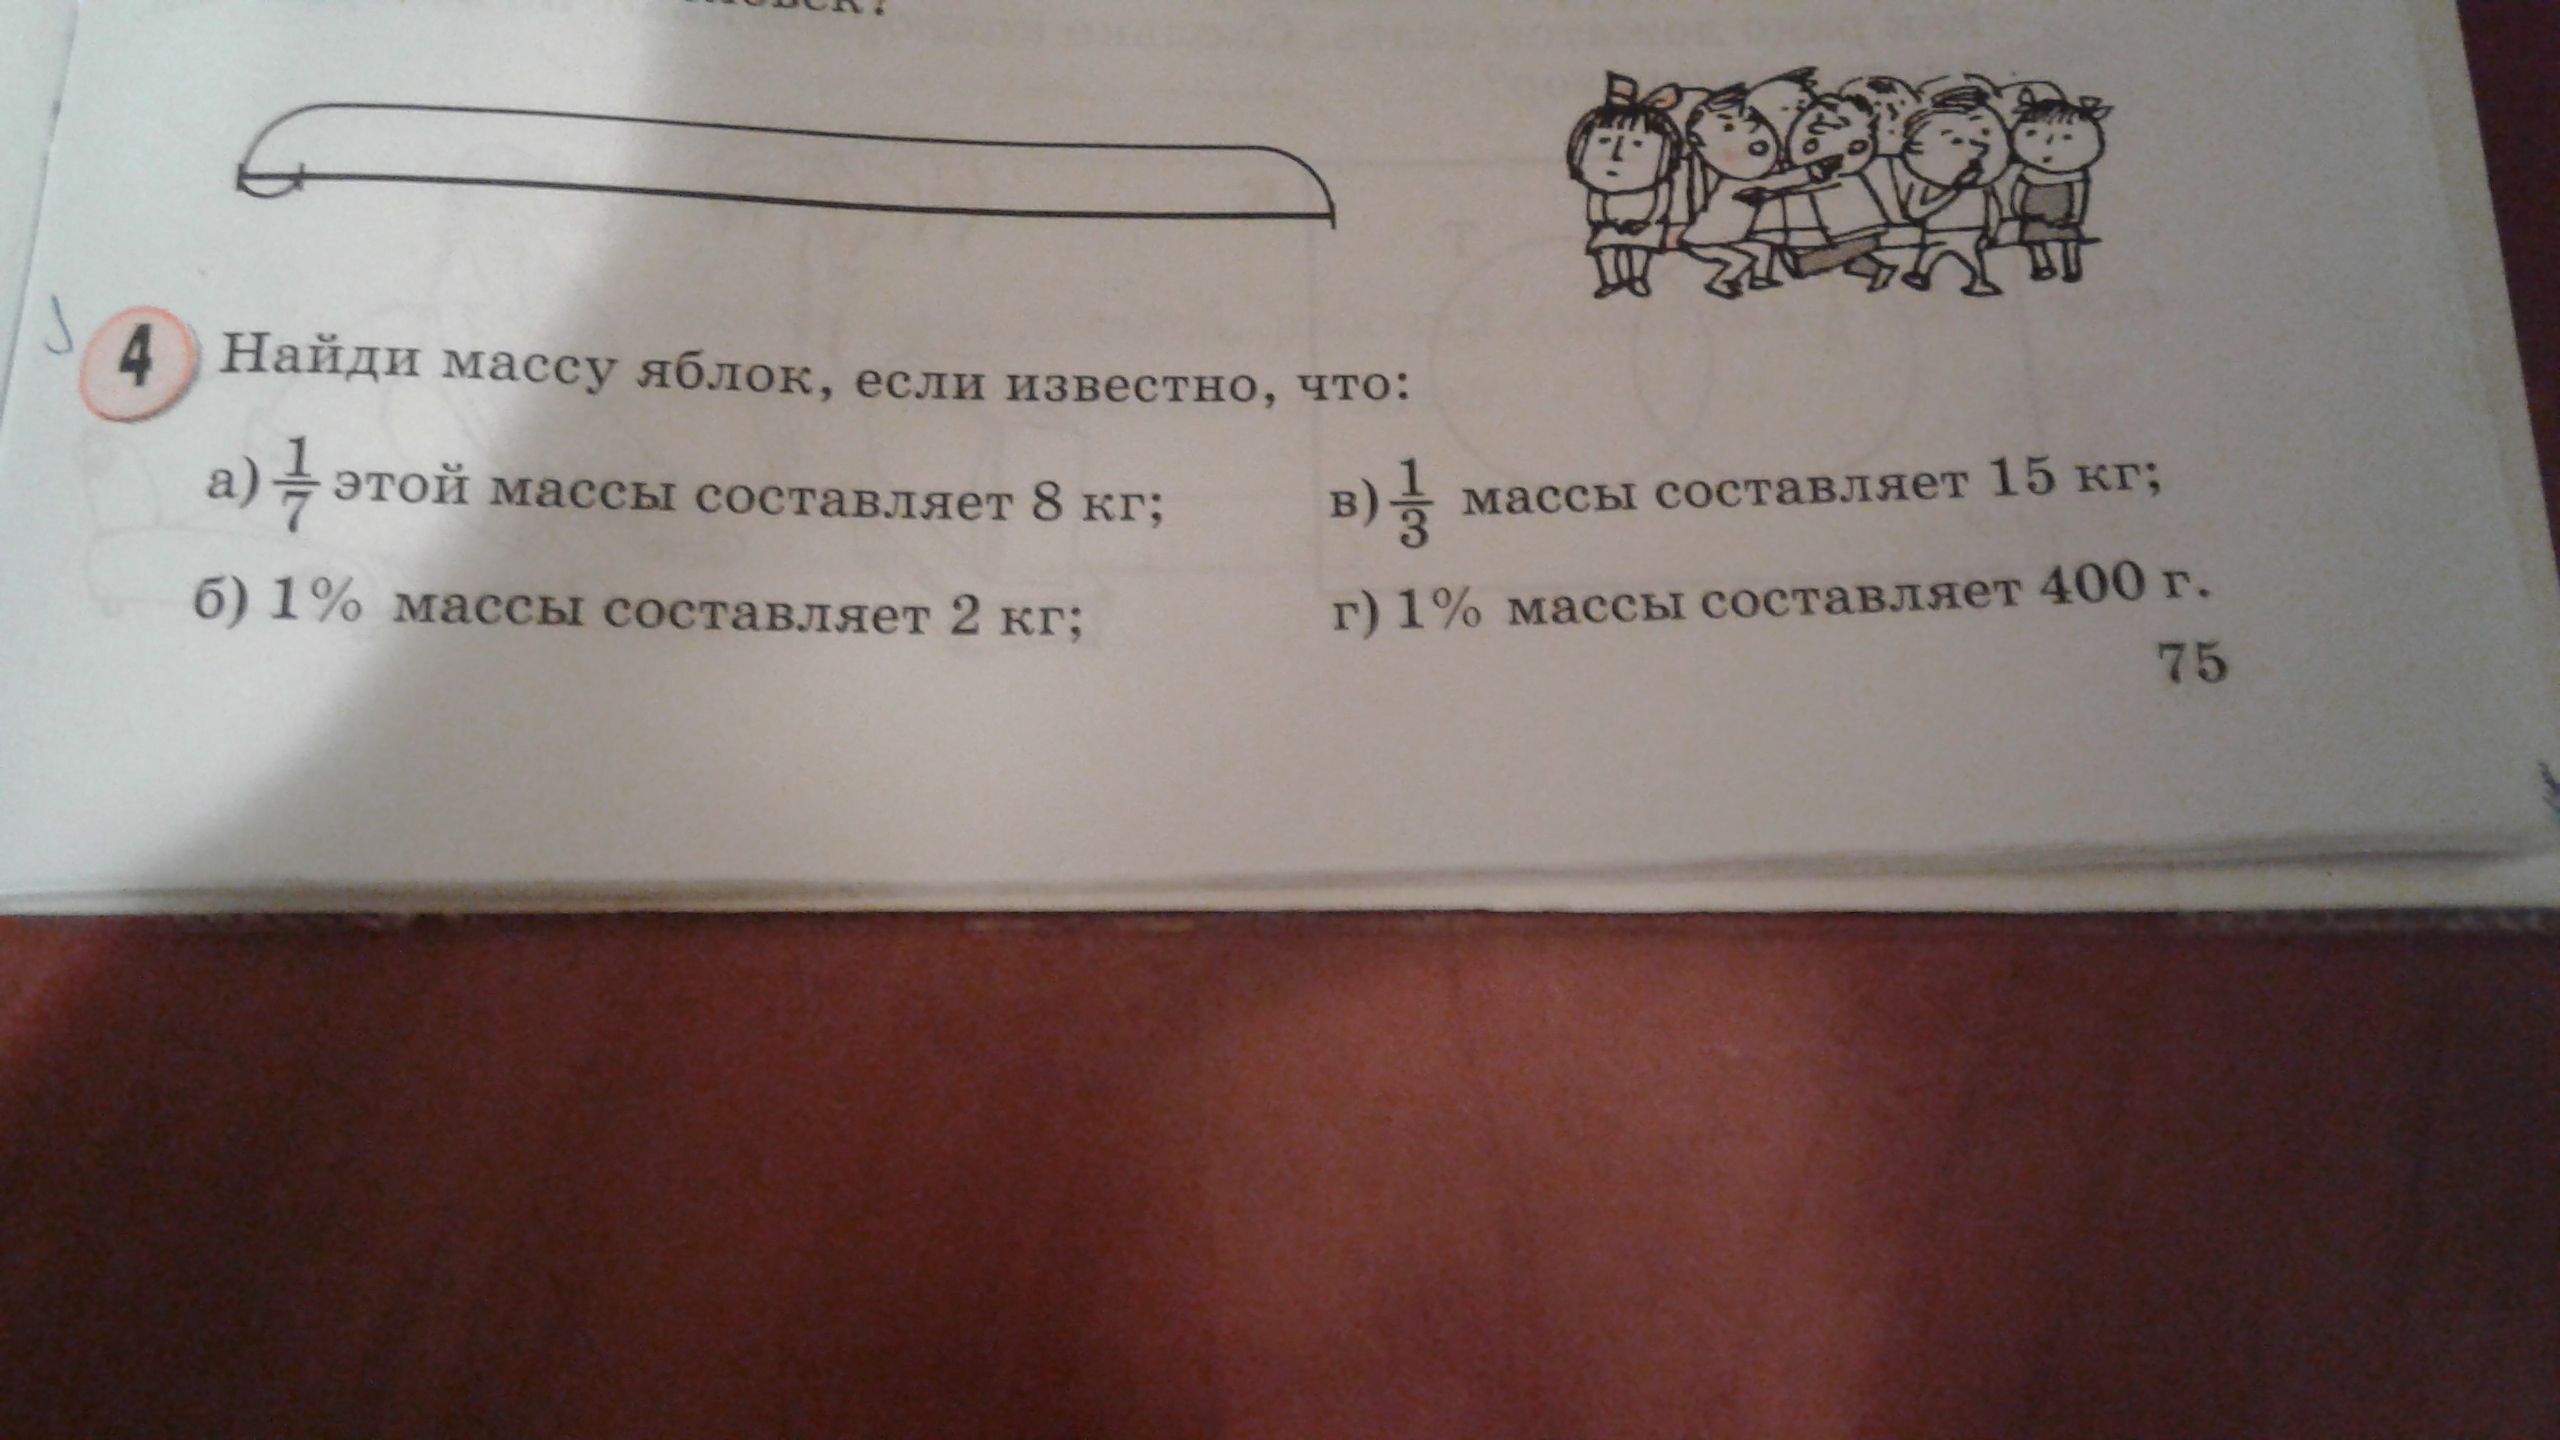 4 Найди массу яблок, если известно, что:
а) 1/7 этой массы составляет 8 кг;
в) 1/3 массы составляет 15 кг;
б) 1% массы составляет 2 кг;
г) 1% массы составляет 400 г.
75